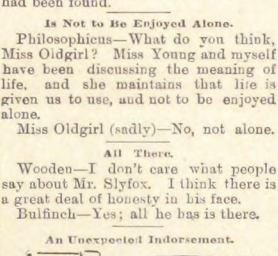 had been found.
Is Not to Be Enjoyed Alone.
Philosophicus—What do you think,
Miss Oldgirl? Miss Young and myself
have been discussing the meaning of
life, and she maintains that life is
given us to use, and not to be enjoyed
alone.
Miss Oldgirl (sadly)—No, not alone.
All There.
Wooden—I don't care what people
say about Mr. Slyfox. I think there is
a great deal of honesty in his face.
Bulfinch—Yes; all he has is there.
An Unexpected Indorsement.